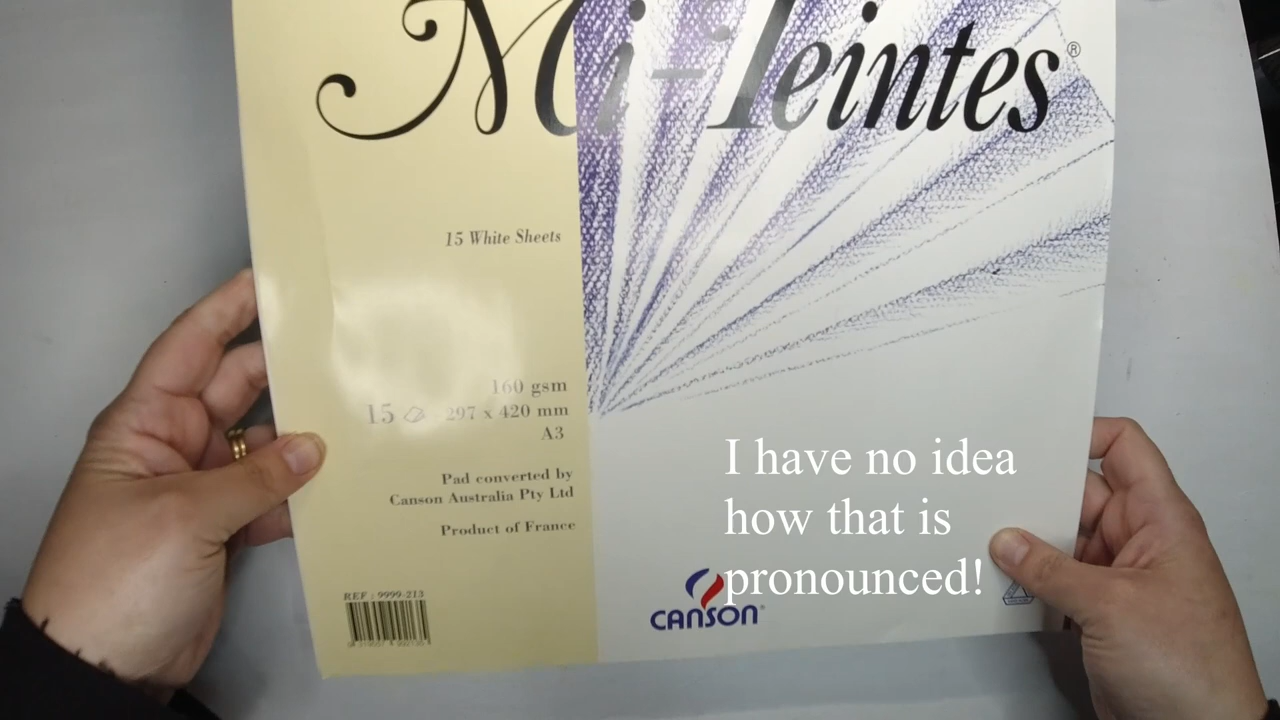 Mi-Teintes®
15 White Sheets
160 gsm
15 297 x 420 mm
A3
Pad converted by
Canson Australia Pty Ltd
Product of France
REF : 9999-213
CANSON®
I have no idea
how that is
pronounced!